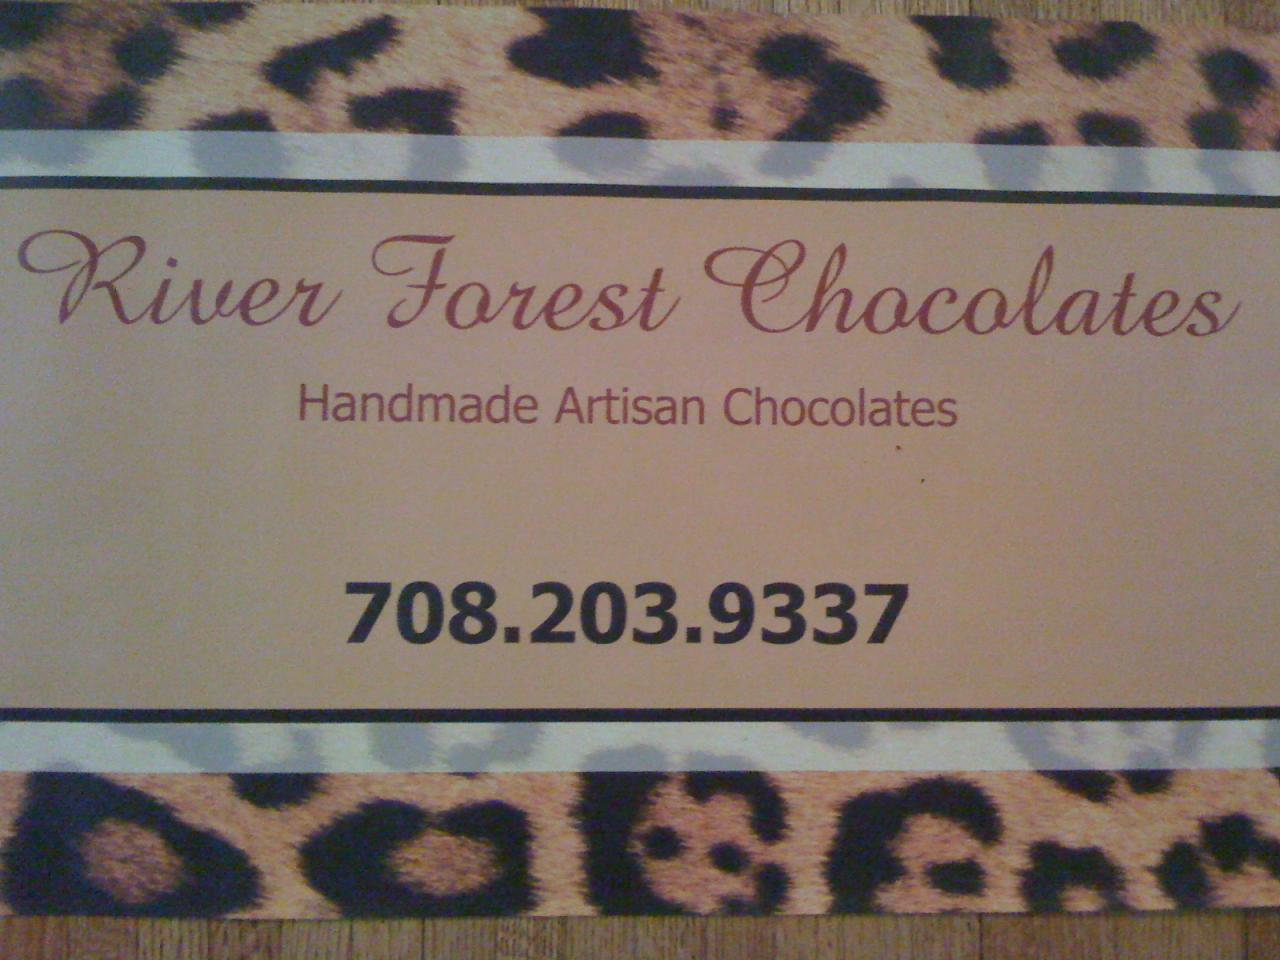 River Forest Chocolates
Handmade Artisan Chocolates
708.203.9337